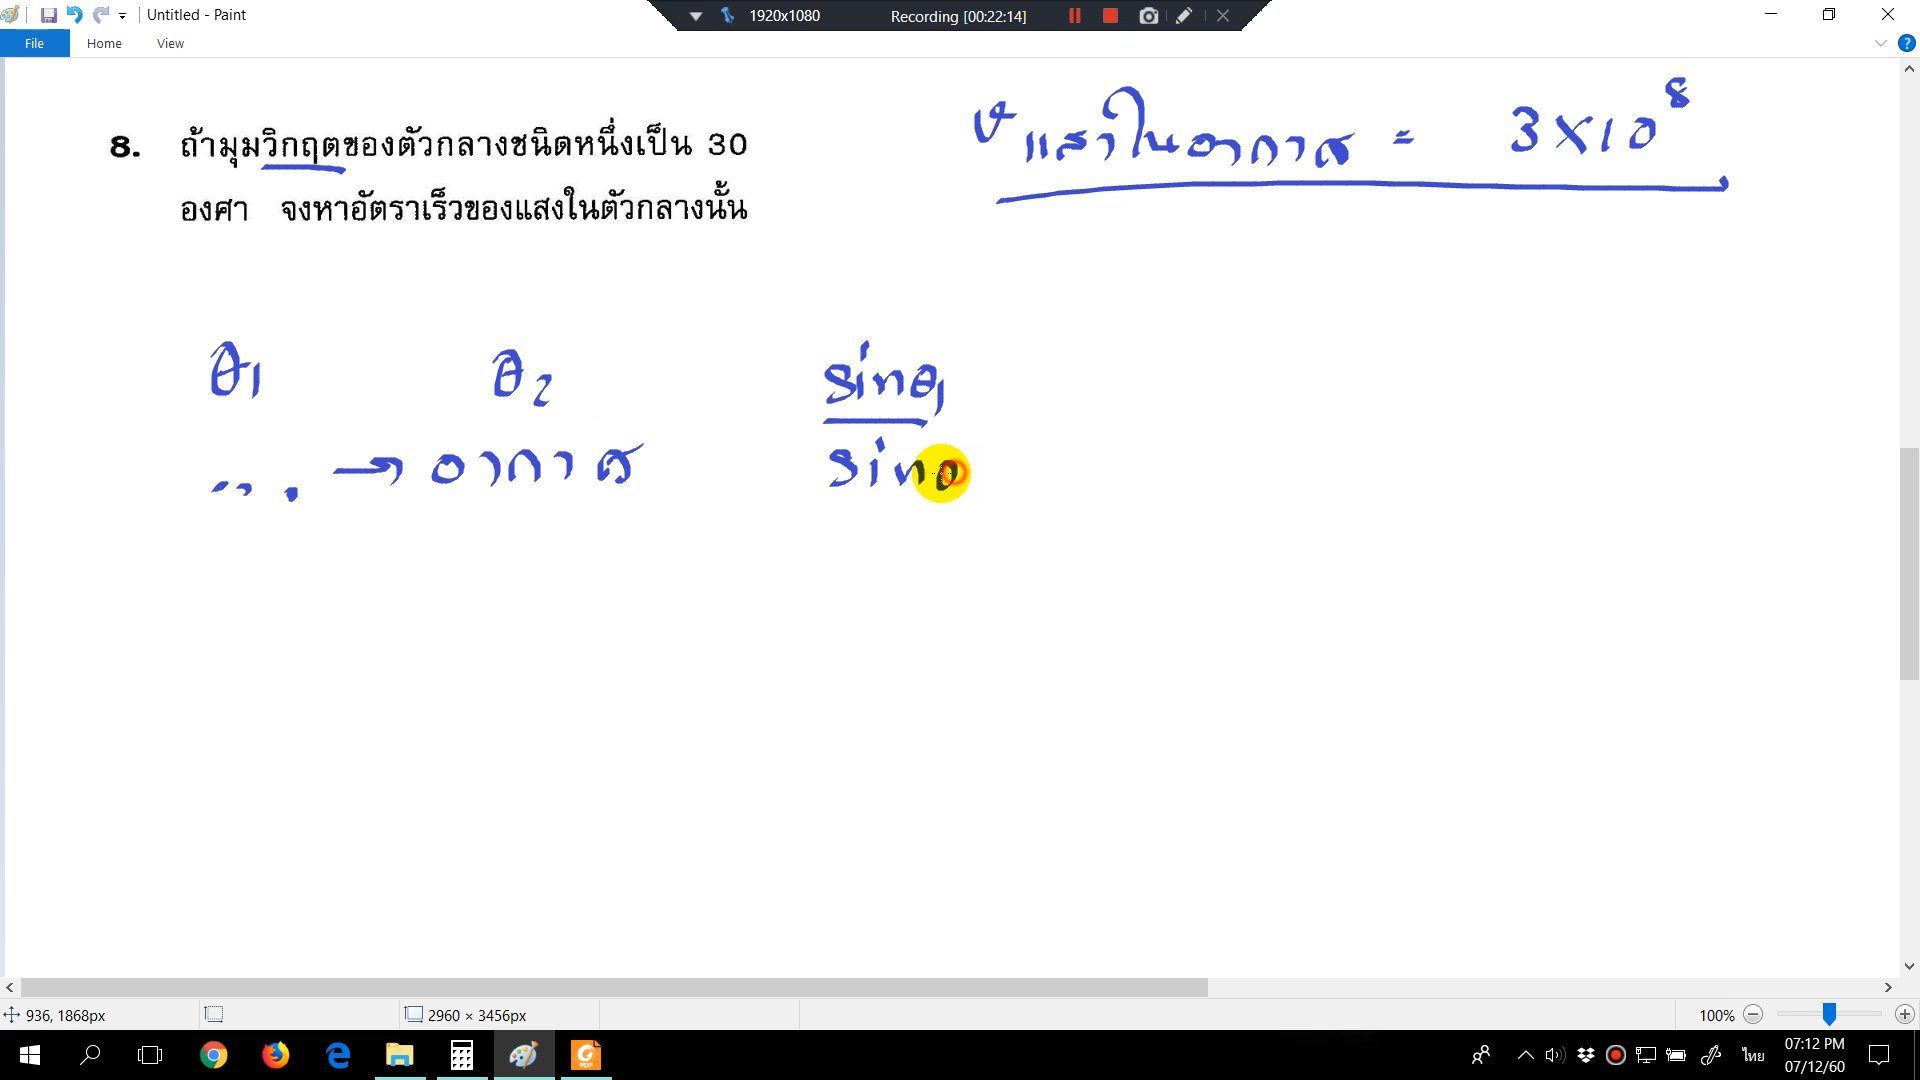 Untitled - Paint
1920x1080
Recording [00:22:14]
File
Home
View
8. ถ้ามุมวิกฤตของตัวกลางชนิดหนึ่งเป็น 30
องศา จงหาอัตราเร็วของแสงในตัวกลางนั้น
v แสงในอากาศ = 3×10⁸
θ₁ θ₂ sinθ₁
... → อากาศ sin
936, 1868px
2960 × 3456px
100%
ไทย
07:12 PM
07/12/60